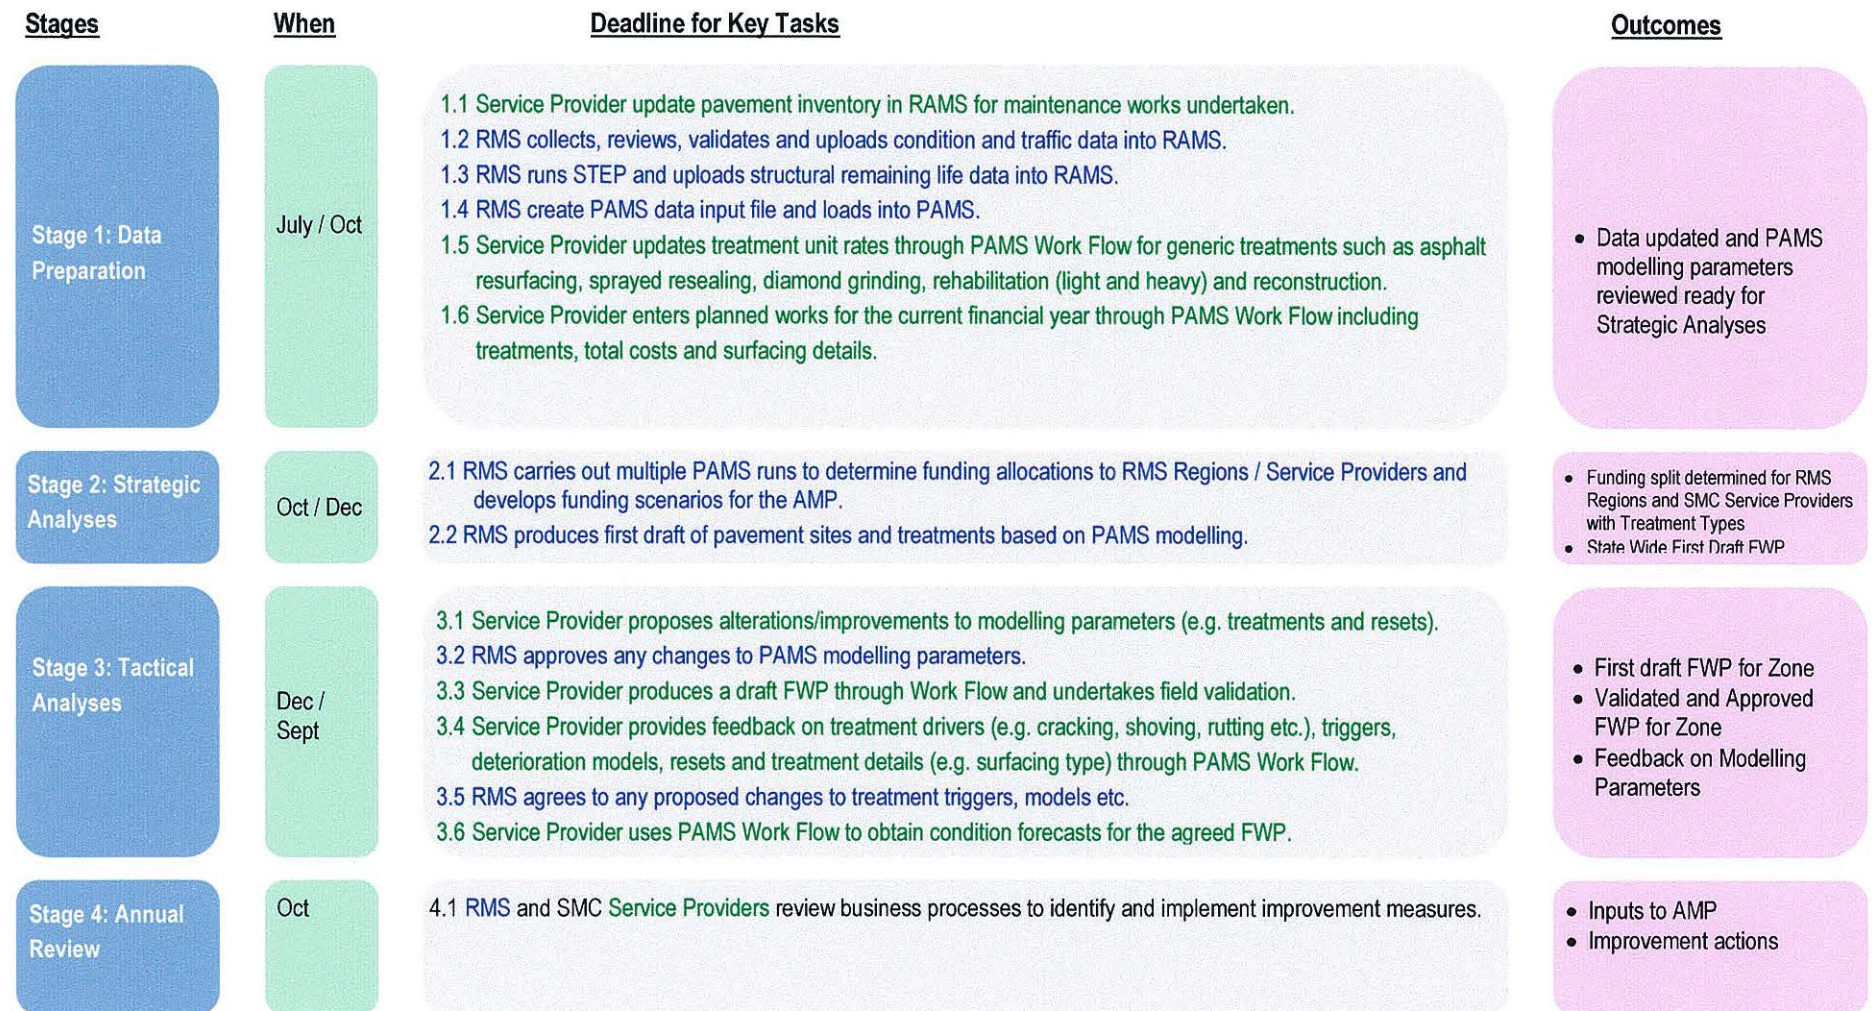 Stages
When
Deadline for Key Tasks
Outcomes
Stage 1: Data
Preparation
July / Oct
1.1 Service Provider update pavement inventory in RAMS for maintenance works undertaken.
1.2 RMS collects, reviews, validates and uploads condition and traffic data into RAMS.
1.3 RMS runs STEP and uploads structural remaining life data into RAMS.
1.4 RMS create PAMS data input file and loads into PAMS.
1.5 Service Provider updates treatment unit rates through PAMS Work Flow for generic treatments such as asphalt
resurfacing, sprayed resealing, diamond grinding, rehabilitation (light and heavy) and reconstruction.
1.6 Service Provider enters planned works for the current financial year through PAMS Work Flow including
treatments, total costs and surfacing details.
• Data updated and PAMS
modelling parameters
reviewed ready for
Strategic Analyses
Stage 2: Strategic
Analyses
Oct / Dec
2.1 RMS carries out multiple PAMS runs to determine funding allocations to RMS Regions / Service Providers and
develops funding scenarios for the AMP.
2.2 RMS produces first draft of pavement sites and treatments based on PAMS modelling.
• Funding split determined for RMS
Regions and SMC Service Providers
with Treatment Types
• State Wide First Draft FWP
Stage 3: Tactical
Analyses
Dec /
Sept
3.1 Service Provider proposes alterations/improvements to modelling parameters (e.g. treatments and resets).
3.2 RMS approves any changes to PAMS modelling parameters.
3.3 Service Provider produces a draft FWP through Work Flow and undertakes field validation.
3.4 Service Provider provides feedback on treatment drivers (e.g. cracking, shoving, rutting etc.), triggers,
deterioration models, resets and treatment details (e.g. surfacing type) through PAMS Work Flow.
3.5 RMS agrees to any proposed changes to treatment triggers, models etc.
3.6 Service Provider uses PAMS Work Flow to obtain condition forecasts for the agreed FWP.
• First draft FWP for Zone
• Validated and Approved
FWP for Zone
• Feedback on Modelling
Parameters
Stage 4: Annual
Review
Oct
4.1 RMS and SMC Service Providers review business processes to identify and implement improvement measures.
• Inputs to AMP
• Improvement actions